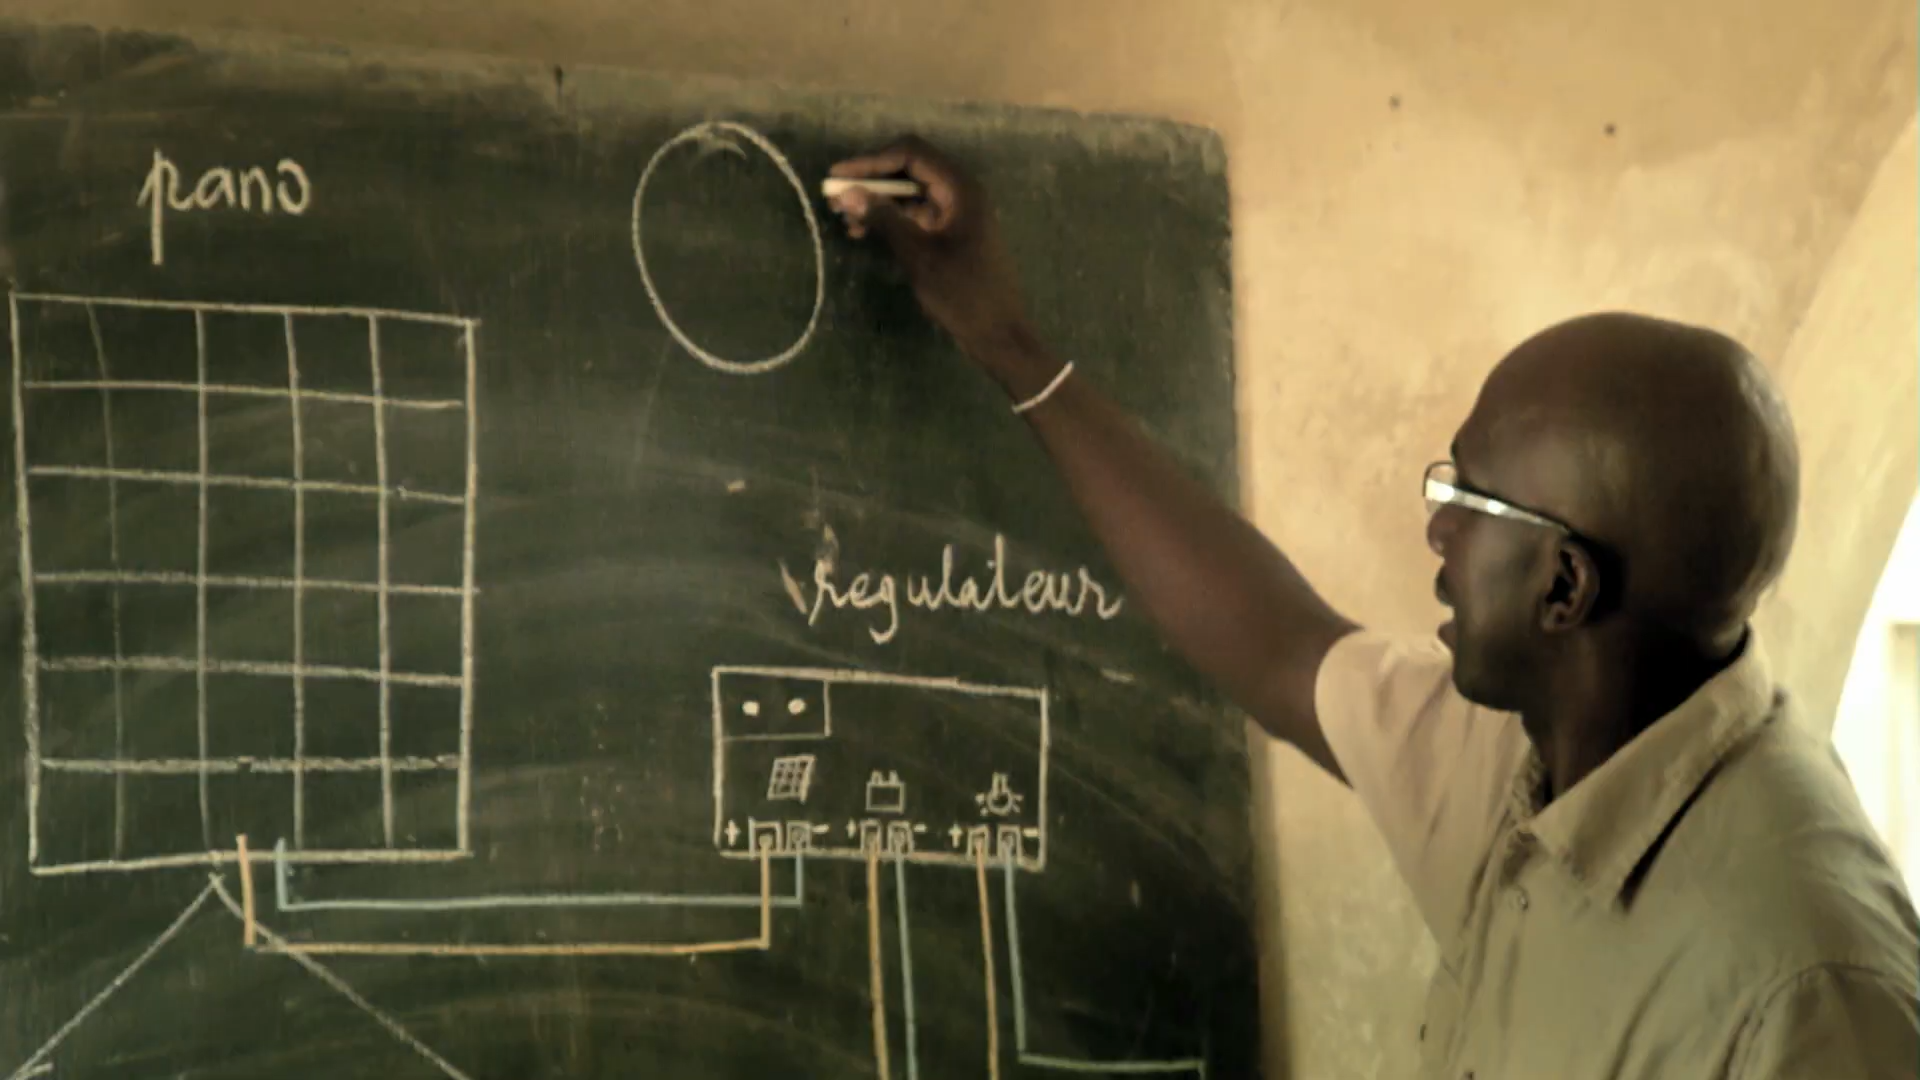 pano
regulateur
+ - + - + -